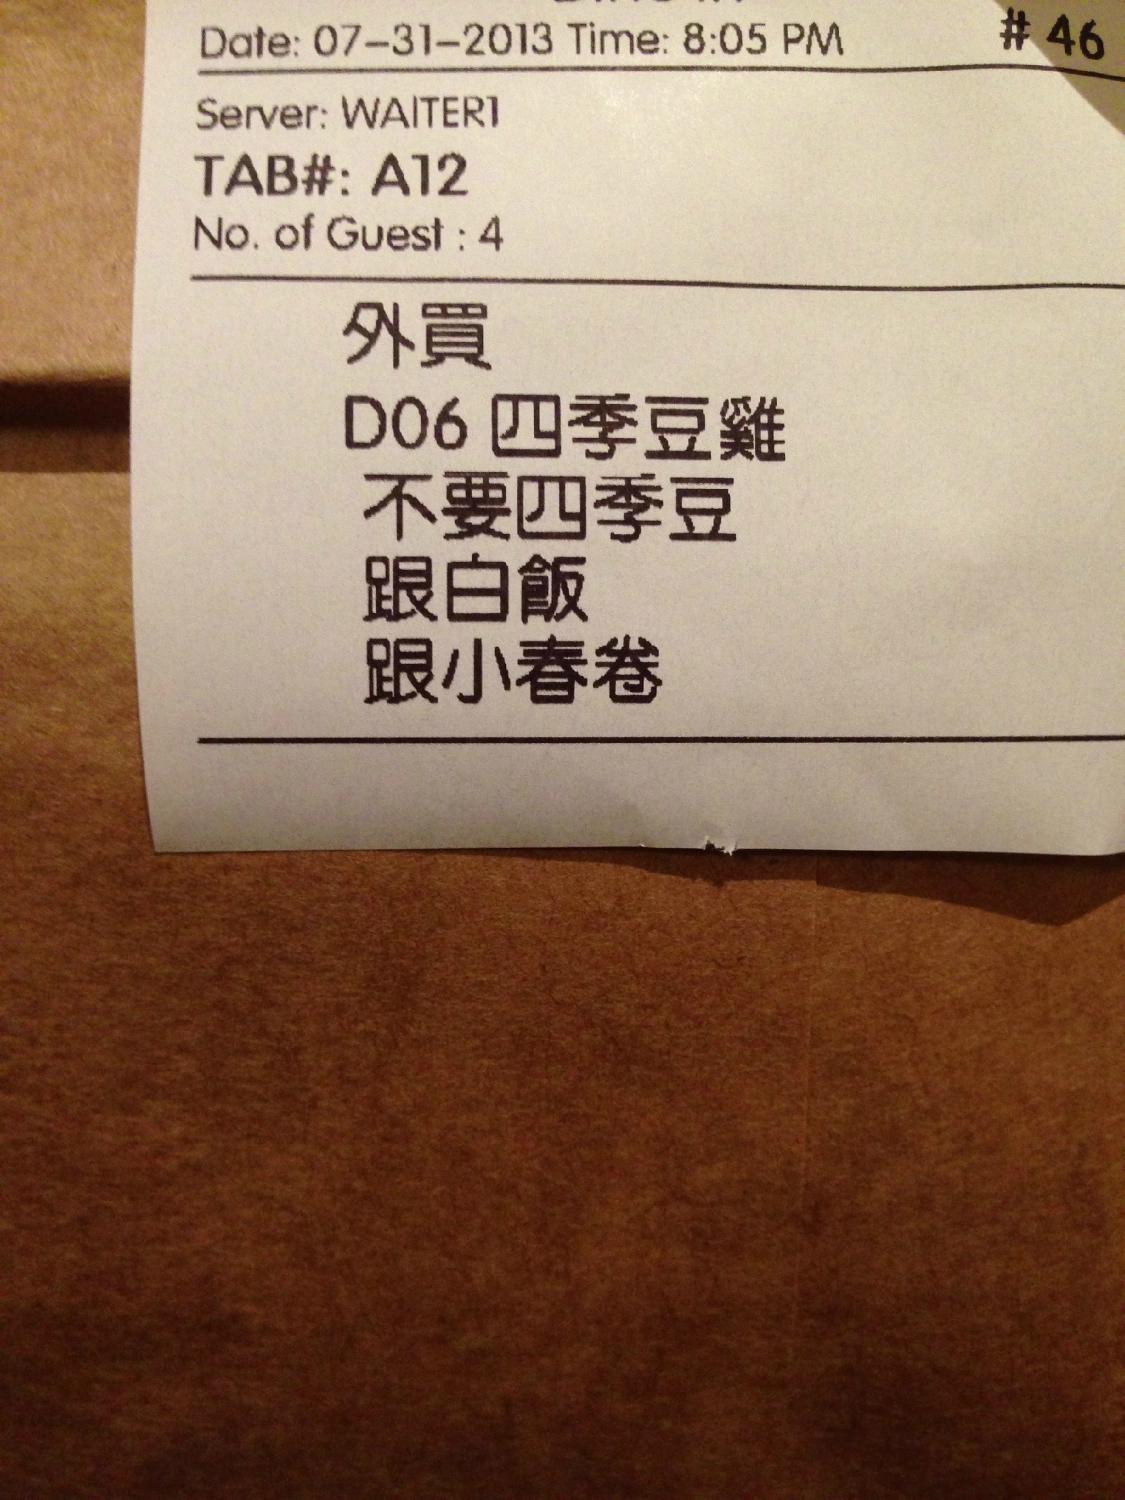 Date: 07-31-2013 Time: 8:05 PM # 46
Server: WAITER1
TAB#: A12
No. of Guest : 4
外買
D06 四季豆雞
不要四季豆
跟白飯
跟小春卷